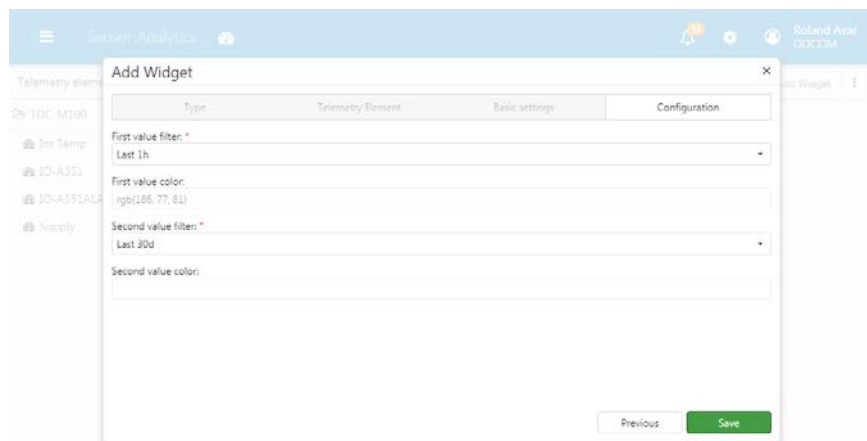 Sensor Analytics
Roland Avar
DOCOM
Add Widget
×
Telemetry eleme
Add Widget
Type
Telemetry Element
Basic settings
Configuration
TOC-M100
First value filter: *
Last 1h
Int Temp
IO-A351
First value color:
IO-A351ALA
rgb(186, 77, 81)
Supply
Second value filter: *
Last 30d
Second value color:
Previous
Save